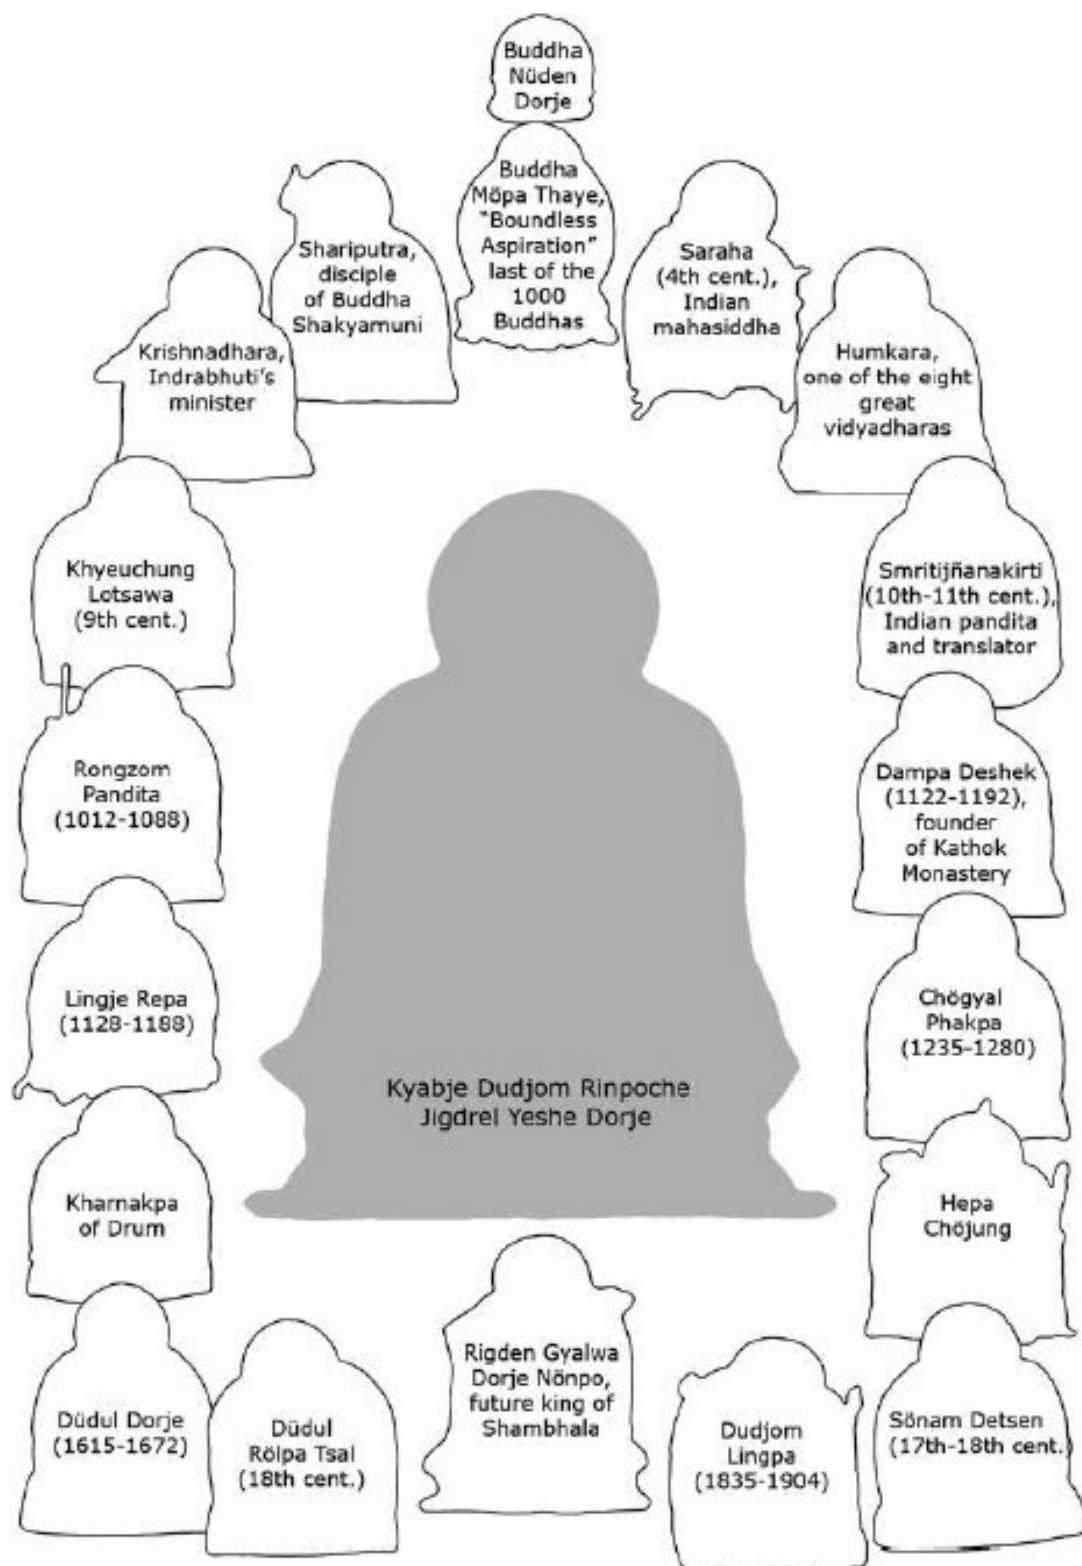 Buddha
Nüden
Dorje
Buddha
Möpa Thaye,
"Boundless
Aspiration"
last of the
1000
Buddhas
Shariputra,
disciple
of Buddha
Shakyamuni
Saraha
(4th cent.),
Indian
mahasiddha
Krishnadhara,
Indrabhuti's
minister
Humkara,
one of the eight
great
vidyadharas
Khyeuchung
Lotsawa
(9th cent.)
Smritijñanakirti
(10th-11th cent.),
Indian pandita
and translator
Rongzom
Pandita
(1012-1088)
Dampa Deshek
(1122-1192),
founder
of Kathok
Monastery
Lingje Repa
(1128-1188)
Chögyal
Phakpa
(1235-1280)
Kyabje Dudjom Rinpoche
Jigdrel Yeshe Dorje
Kharnakpa
of Drum
Hepa
Chöjung
Düdul Dorje
(1615-1672)
Düdul
Rölpa Tsal
(18th cent.)
Rigden Gyalwa
Dorje Nönpo,
future king of
Shambhala
Dudjom
Lingpa
(1835-1904)
Sönam Detsen
(17th-18th cent.)